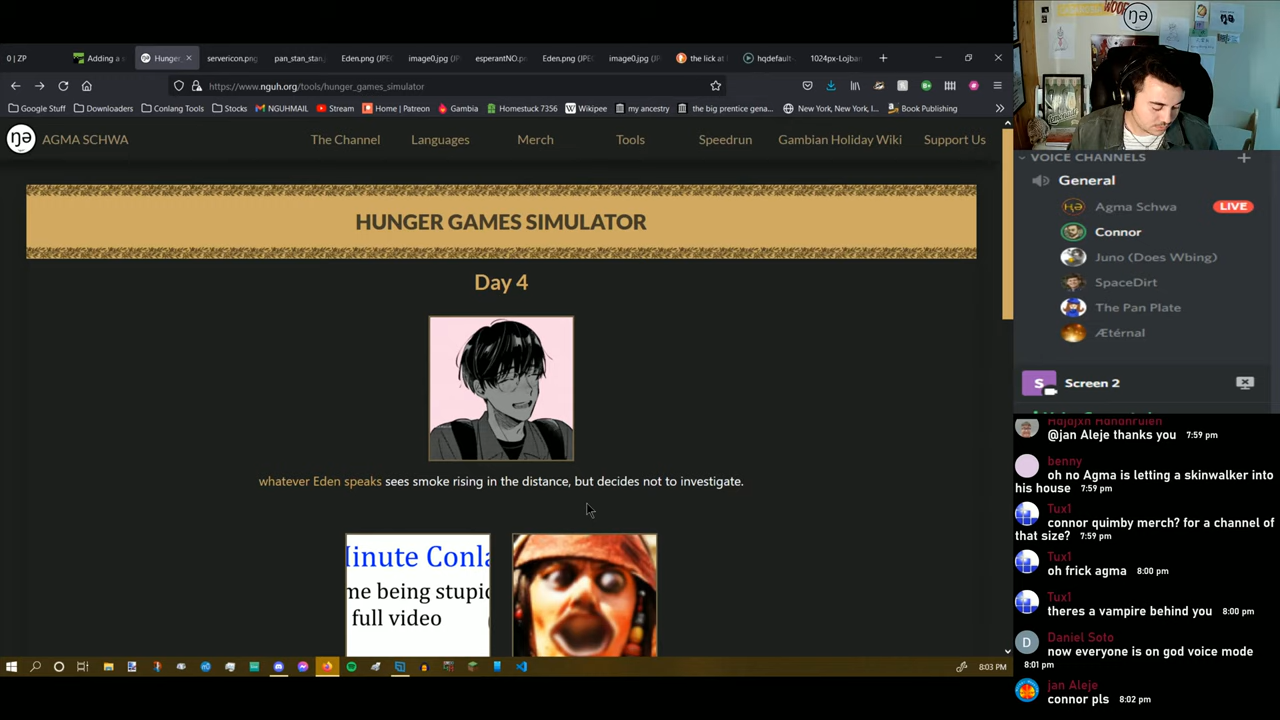 0 | ZP
Adding a
Hunger
servericon.png
pan_stan_stan
Eden.png (JPEG
image0.jpg (JP
esperantNO.pn
Eden.png (JPEG
image0.jpg (JP
the lick at
hqdefault
1024px-Lojban
https://www.nguh.org/tools/hunger_games_simulator
Google Stuff
Downloaders
Conlang Tools
Stocks
NGUHMAIL
Stream
Home | Patreon
Gambia
Homestuck 7356
Wikipee
my ancestry
the big prentice gena...
New York, New York, ...
Book Publishing
ŋə
AGMA SCHWA
The Channel
Languages
Merch
Tools
Speedrun
Gambian Holiday Wiki
Support Us
HUNGER GAMES SIMULATOR
Day 4
whatever Eden speaks sees smoke rising in the distance, but decides not to investigate.
Minute Conla
me being stupid
full video
8:03 PM
ŋə
VOICE CHANNELS
General
Agma Schwa
LIVE
Connor
Juno (Does Wbing)
SpaceDirt
The Pan Plate
Ætérnal
S
Screen 2
@jan Aleje thanks you 7:59 pm
benny
oh no Agma is letting a skinwalker into
his house 7:59 pm
Tux1
connor quimby merch? for a channel of
that size? 7:59 pm
Tux1
oh frick agma 8:00 pm
Tux1
theres a vampire behind you 8:00 pm
D
Daniel Soto
now everyone is on god voice mode
8:01 pm
jan Aleje
connor pls 8:02 pm